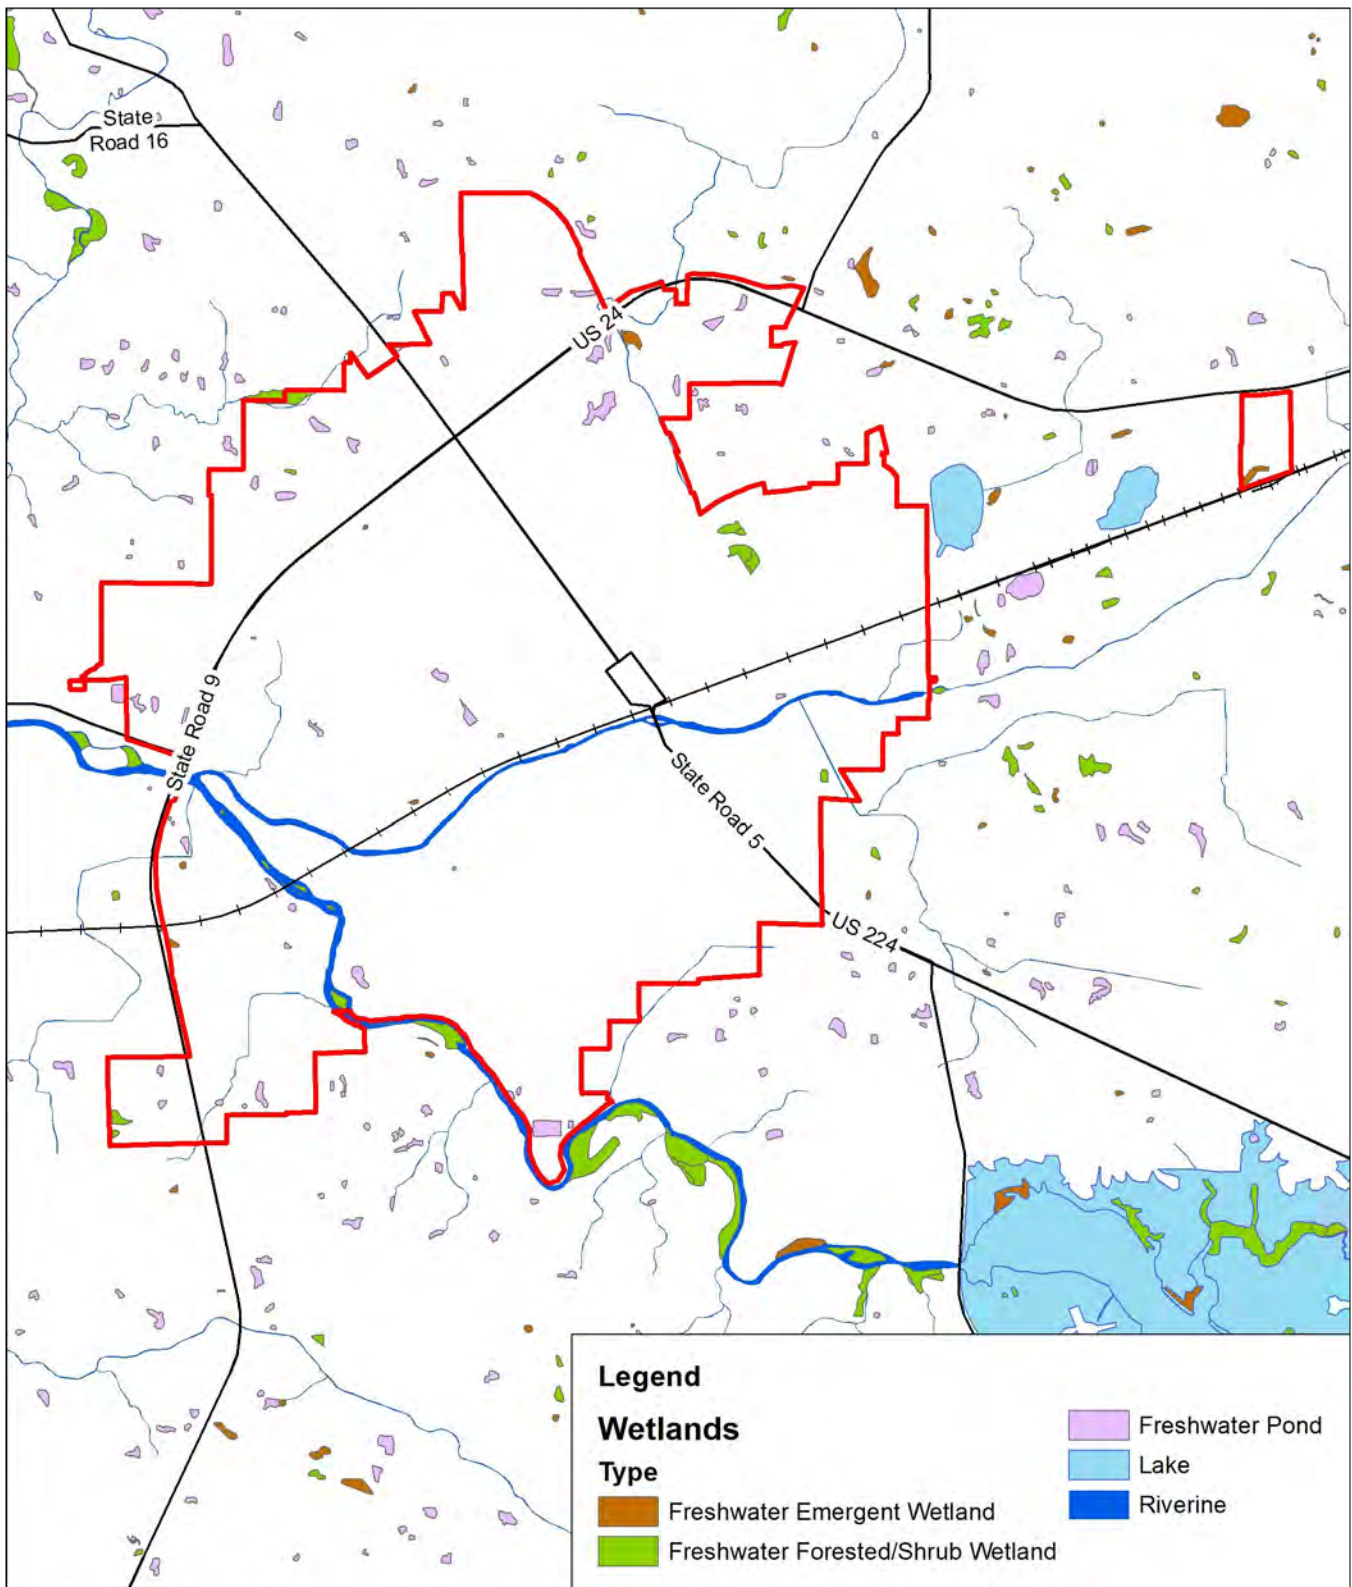 State
Road 16
US 24
State Road 9
State Road 5
US 224
Legend
Wetlands
Type
Freshwater Emergent Wetland
Freshwater Forested/Shrub Wetland
Freshwater Pond
Lake
Riverine